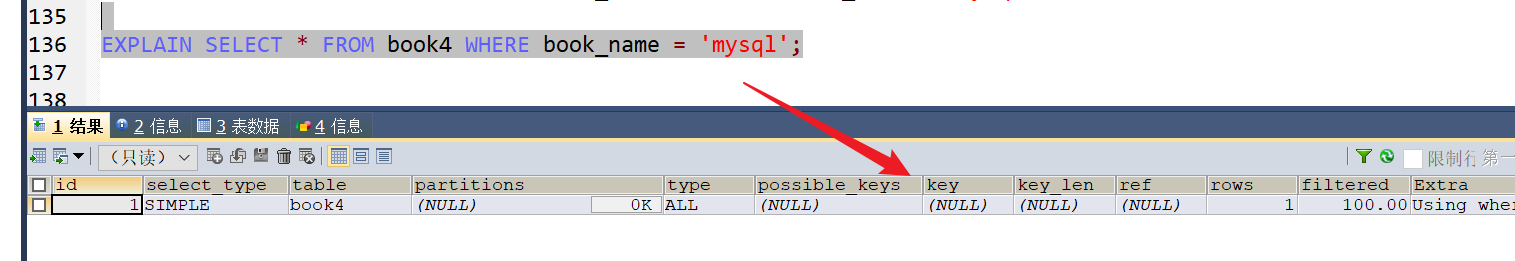 135
136 EXPLAIN SELECT * FROM book4 WHERE book_name = 'mysql';
137
138
1 结果 2 信息 3 表数据 4 信息
（只读） 限制行 第一
id select_type table partitions type possible_keys key key_len ref rows filtered Extra
1 SIMPLE book4 (NULL) 0K ALL (NULL) (NULL) (NULL) (NULL) 1 100.00 Using wher